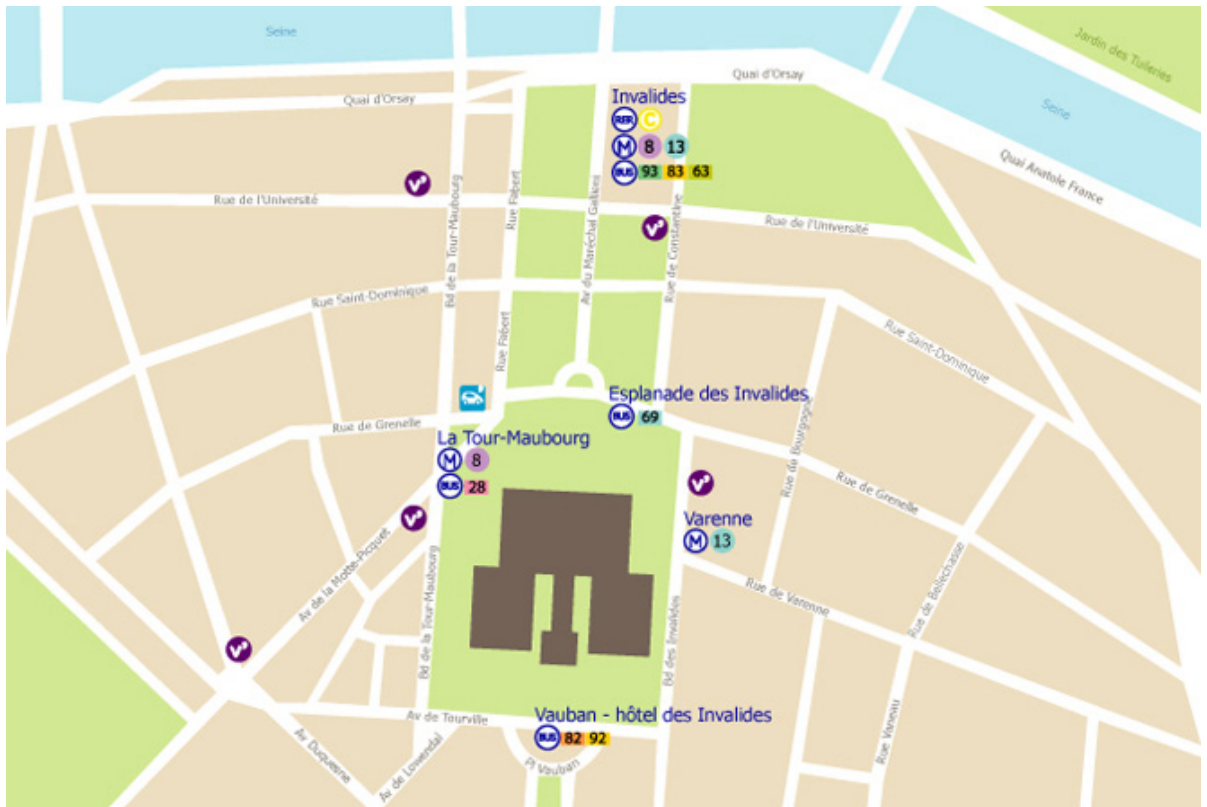 Seine
Jardin des Tuileries
Quai d'Orsay
Quai d'Orsay
Seine
Invalides
RER C
M 8 13
BUS 93 83 63
Quai Anatole France
Rue de l'Université
Bd de la Tour-Maubourg
Rue Fabert
Av du Maréchal Gallieni
Rue de Constantine
Rue de l'Université
Rue Saint-Dominique
Rue Fabert
Rue Saint-Dominique
Esplanade des Invalides
BUS 69
Rue de Grenelle
La Tour-Maubourg
M 8
BUS 28
Rue de Bourgogne
Rue de Grenelle
Varenne
M 13
Av de la Motte-Picquet
Bd de la Tour-Maubourg
Rue de Varenne
Rue de Bellechasse
Bd des Invalides
Av de Tourville
Vauban - hôtel des Invalides
BUS 82 92
Av Duquesne
Av de Lowendal
Pl Vauban
Rue Vaneau